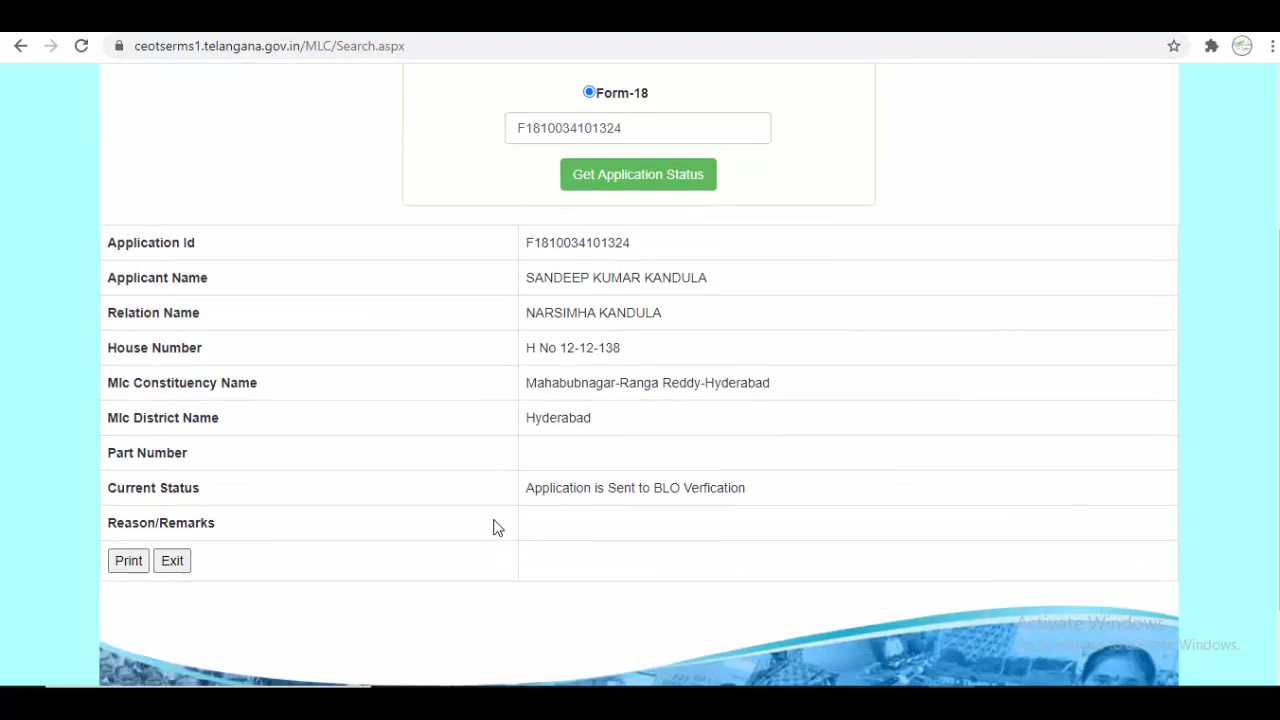 ceotserms1.telangana.gov.in/MLC/Search.aspx
Form-18
F1810034101324
Get Application Status
Application Id F1810034101324
Applicant Name SANDEEP KUMAR KANDULA
Relation Name NARSIMHA KANDULA
House Number H No 12-12-138
Mlc Constituency Name Mahabubnagar-Ranga Reddy-Hyderabad
Mlc District Name Hyderabad
Part Number
Current Status Application is Sent to BLO Verfication
Reason/Remarks
Print Exit
Activate Windows
to activate Windows.